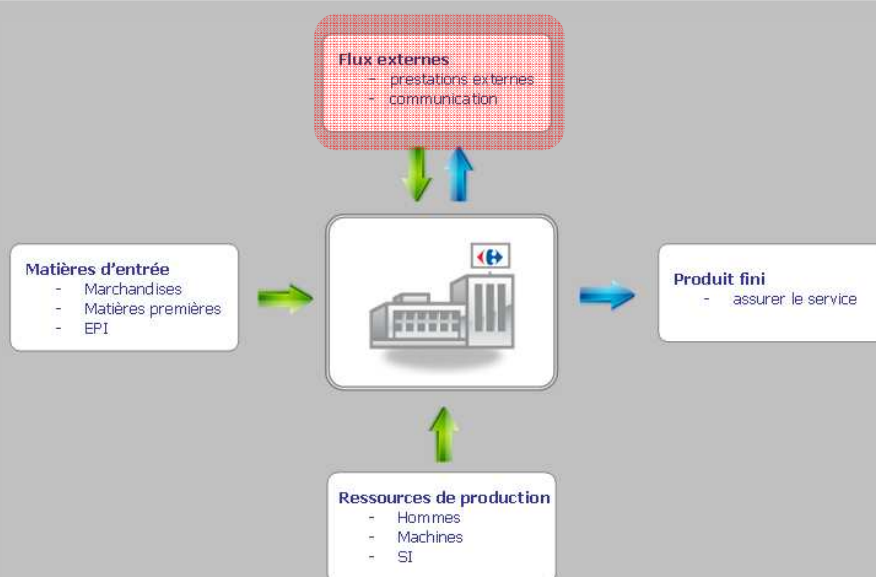 Flux externes
- prestations externes
- communication
Matières d'entrée
- Marchandises
- Matières premières
- EPI
Produit fini
- assurer le service
Ressources de production
- Hommes
- Machines
- SI